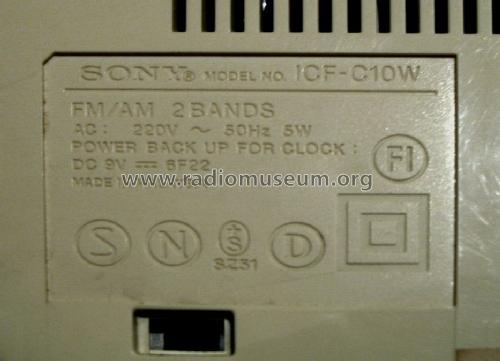 SONY® MODEL NO. ICF-C10W
FM/AM 2 BANDS
AC: 220V ~ 50Hz 5W
POWER BACK UP FOR CLOCK:
DC 9V 6F22
MADE
www.radiomuseum.org
FI
S N S D
SZ31